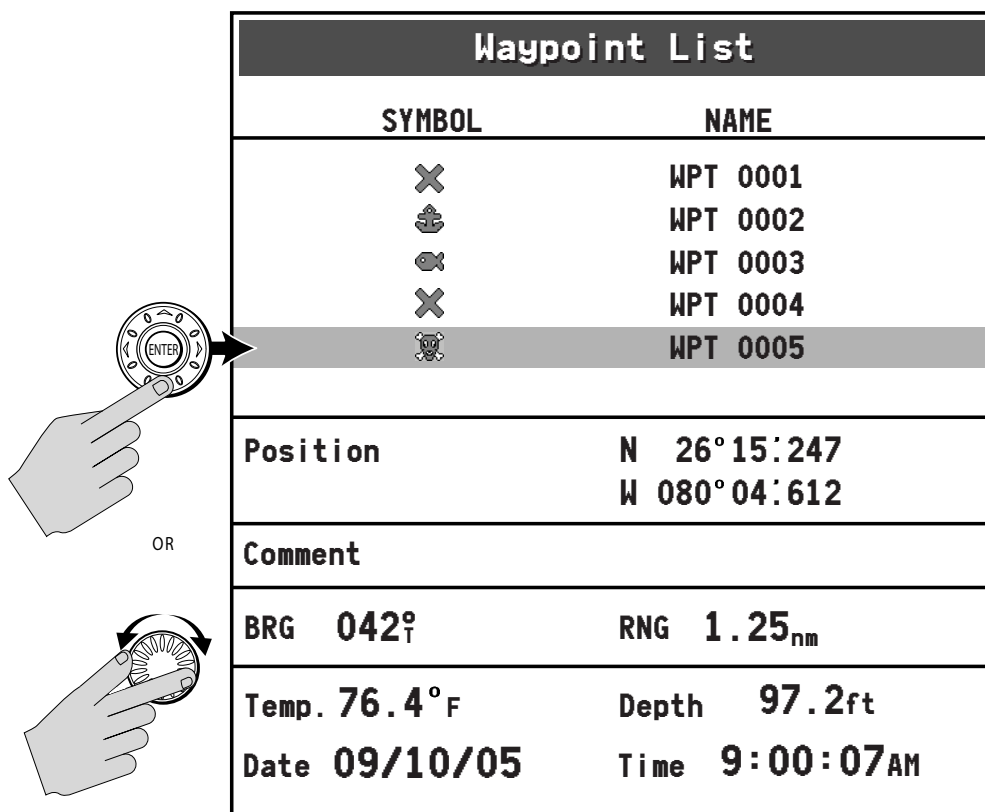 Waypoint List
SYMBOL NAME
WPT 0001
WPT 0002
WPT 0003
WPT 0004
ENTER
WPT 0005
Position N 26°15.'247
W 080°04.'612
OR
Comment
BRG 042°T RNG 1.25nm
Temp. 76.4°F Depth 97.2ft
Date 09/10/05 Time 9:00:07AM